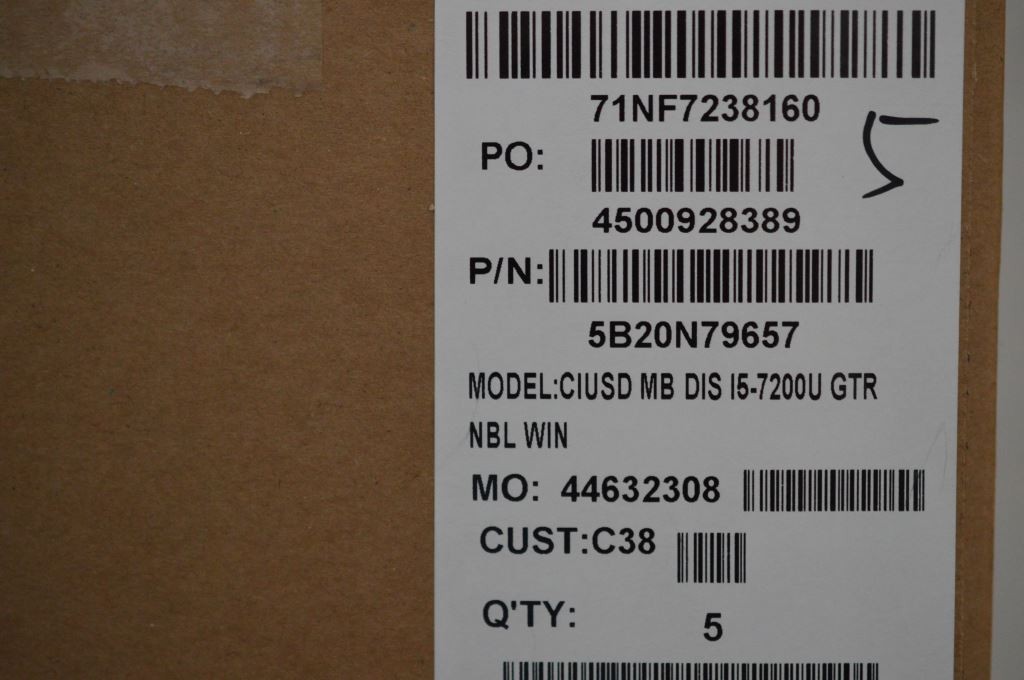 71NF7238160
PO:
4500928389
P/N:
5B20N79657
MODEL:CIUSD MB DIS I5-7200U GTR
NBL WIN
MO: 44632308
CUST:C38
Q'TY: 5
5